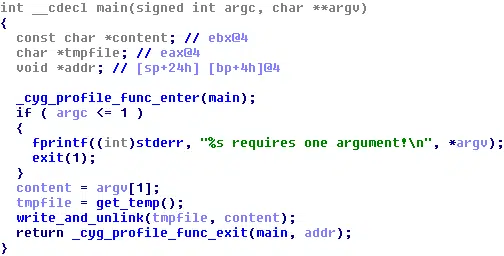 int __cdecl main(signed int argc, char **argv)
{
const char *content; // ebx@4
char *tmpfile; // eax@4
void *addr; // [sp+24h] [bp+4h]@4
_cyg_profile_func_enter(main);
if ( argc <= 1 )
{
fprintf((int)stderr, "%s requires one argument!\n", *argv);
exit(1);
}
content = argv[1];
tmpfile = get_temp();
write_and_unlink(tmpfile, content);
return _cyg_profile_func_exit(main, addr);
}